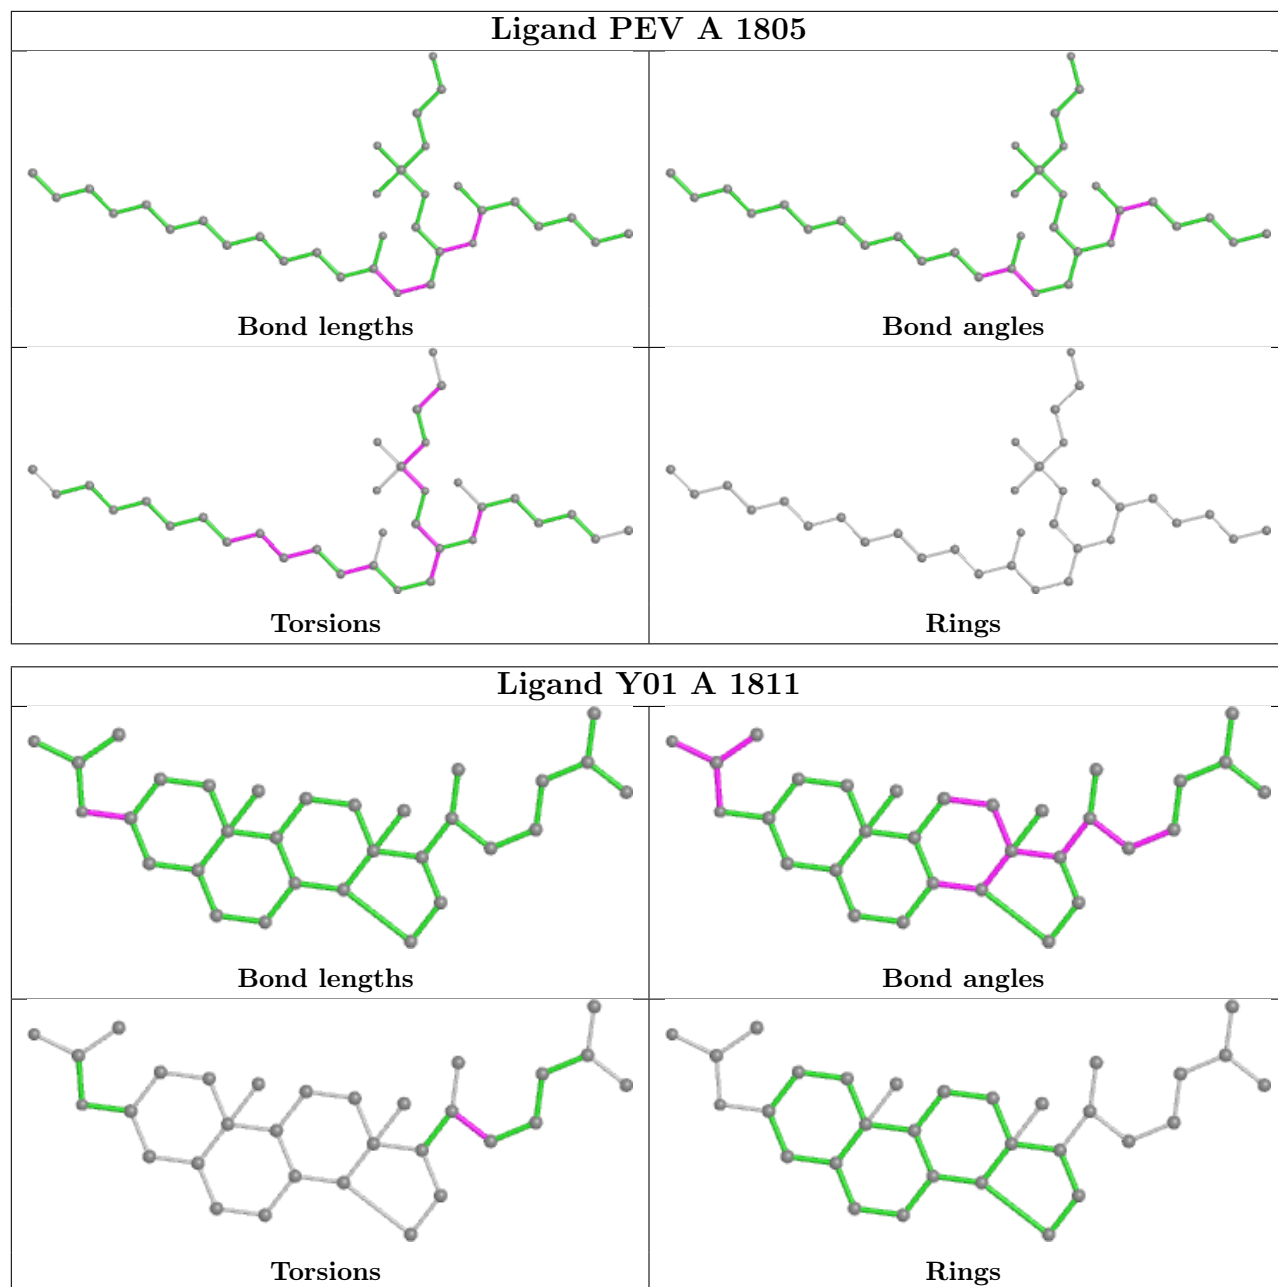 Ligand PEV A 1805
Bond lengths
Bond angles
Torsions
Rings
Ligand Y01 A 1811
Bond lengths
Bond angles
Torsions
Rings